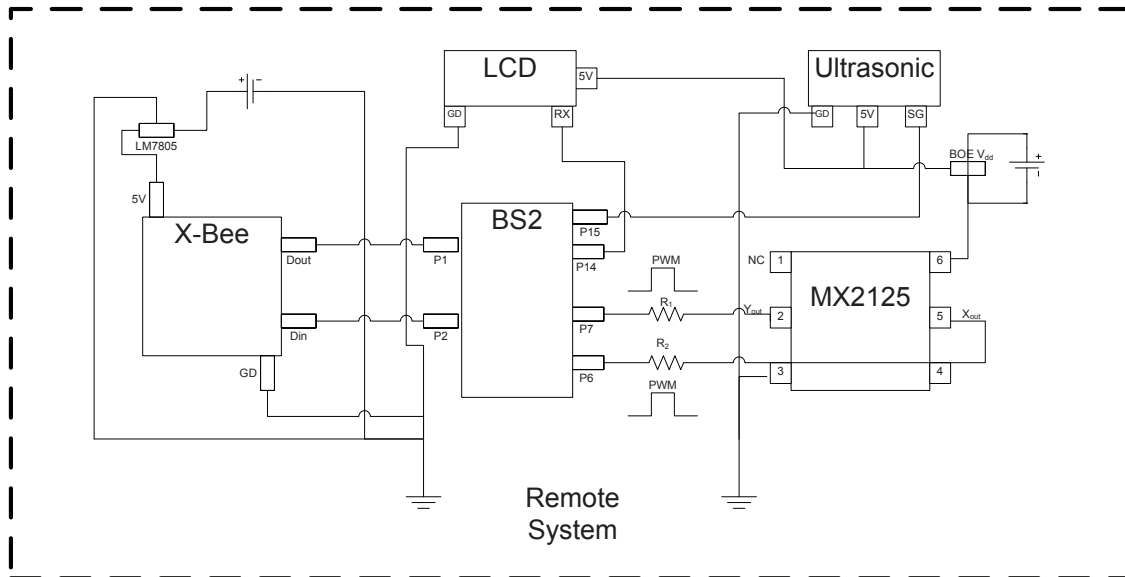 LCD
5V
GD
RX
Ultrasonic
GD
5V
SG
+
−
LM7805
BOE Vdd
+
-
5V
X-Bee
Dout
Din
GD
BS2
P1
P2
P15
P14
P7
P6
PWM
R1
R2
PWM
NC
MX2125
1
2
3
6
5
4
Yout
Xout
Remote
System